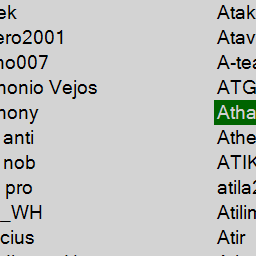 ek Atak
ero2001 Atav
no007 A-tea
nonio Vejos ATG
nony Atha
anti Athe
nob ATIK
pro atila2
_WH Atilin
cius Atir